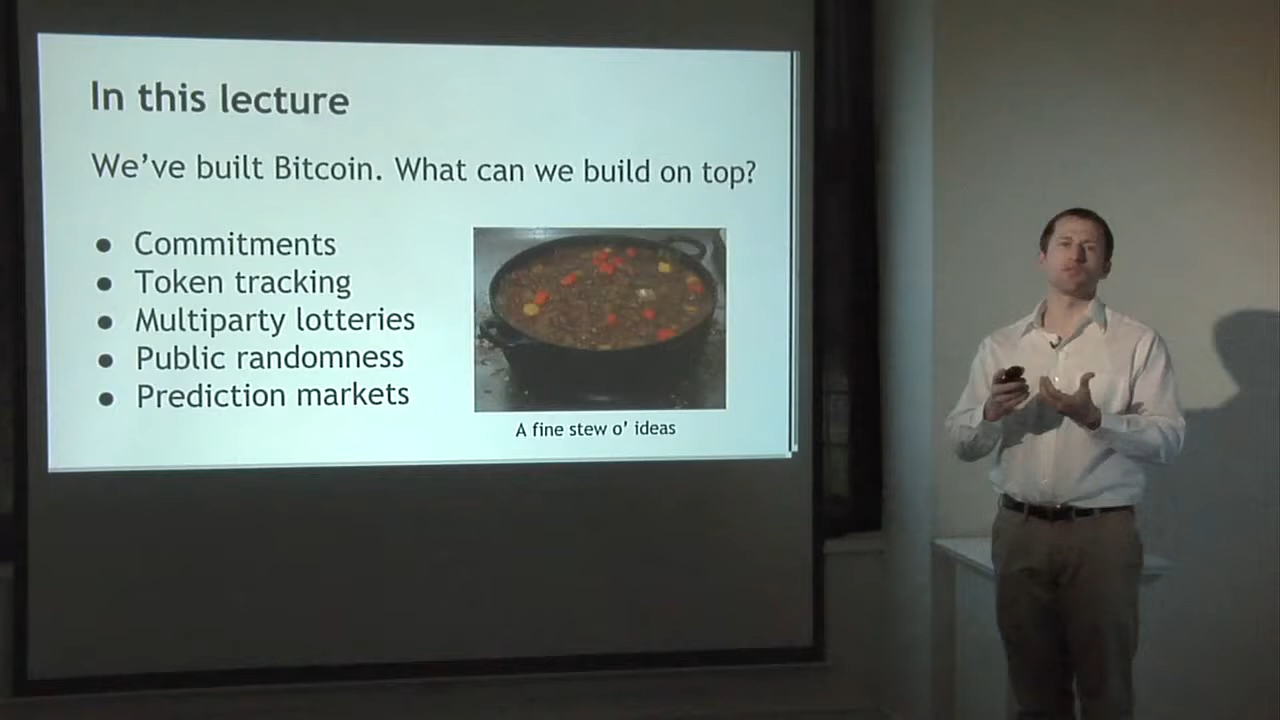 In this lecture
We’ve built Bitcoin. What can we build on top?
● Commitments
● Token tracking
● Multiparty lotteries
● Public randomness
● Prediction markets
A fine stew o’ ideas